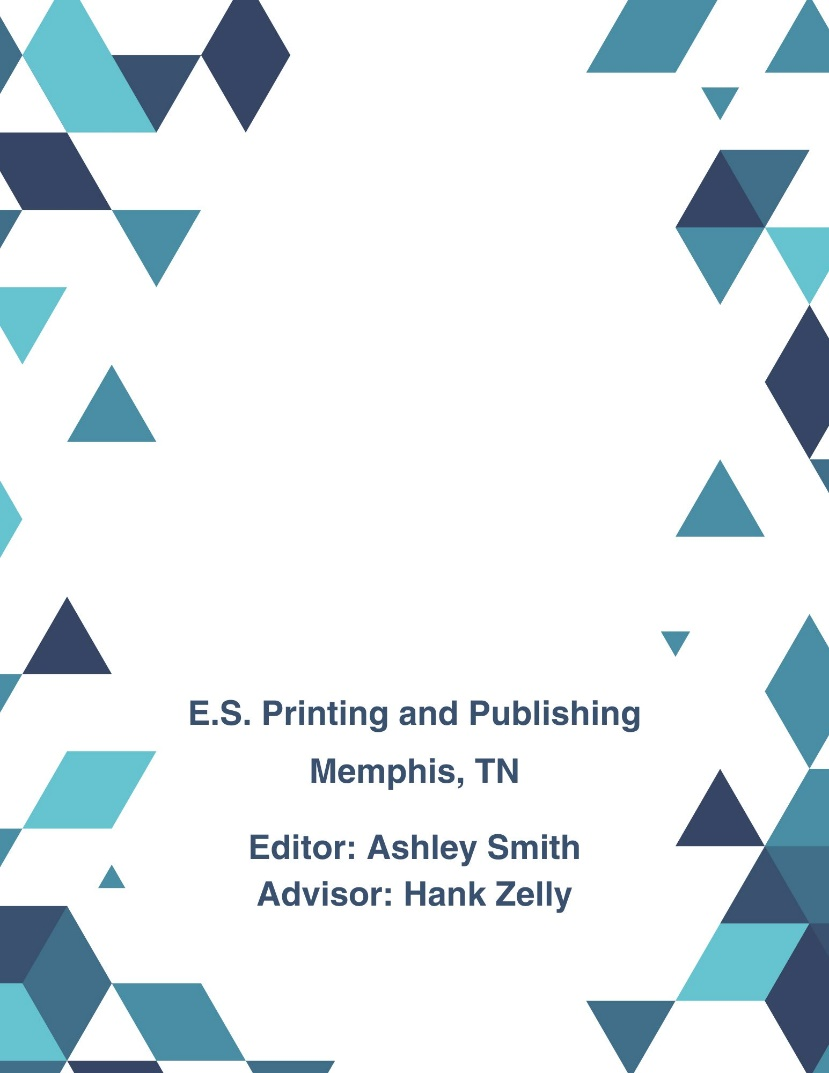 E.S. Printing and Publishing
Memphis, TN
Editor: Ashley Smith
Advisor: Hank Zelly